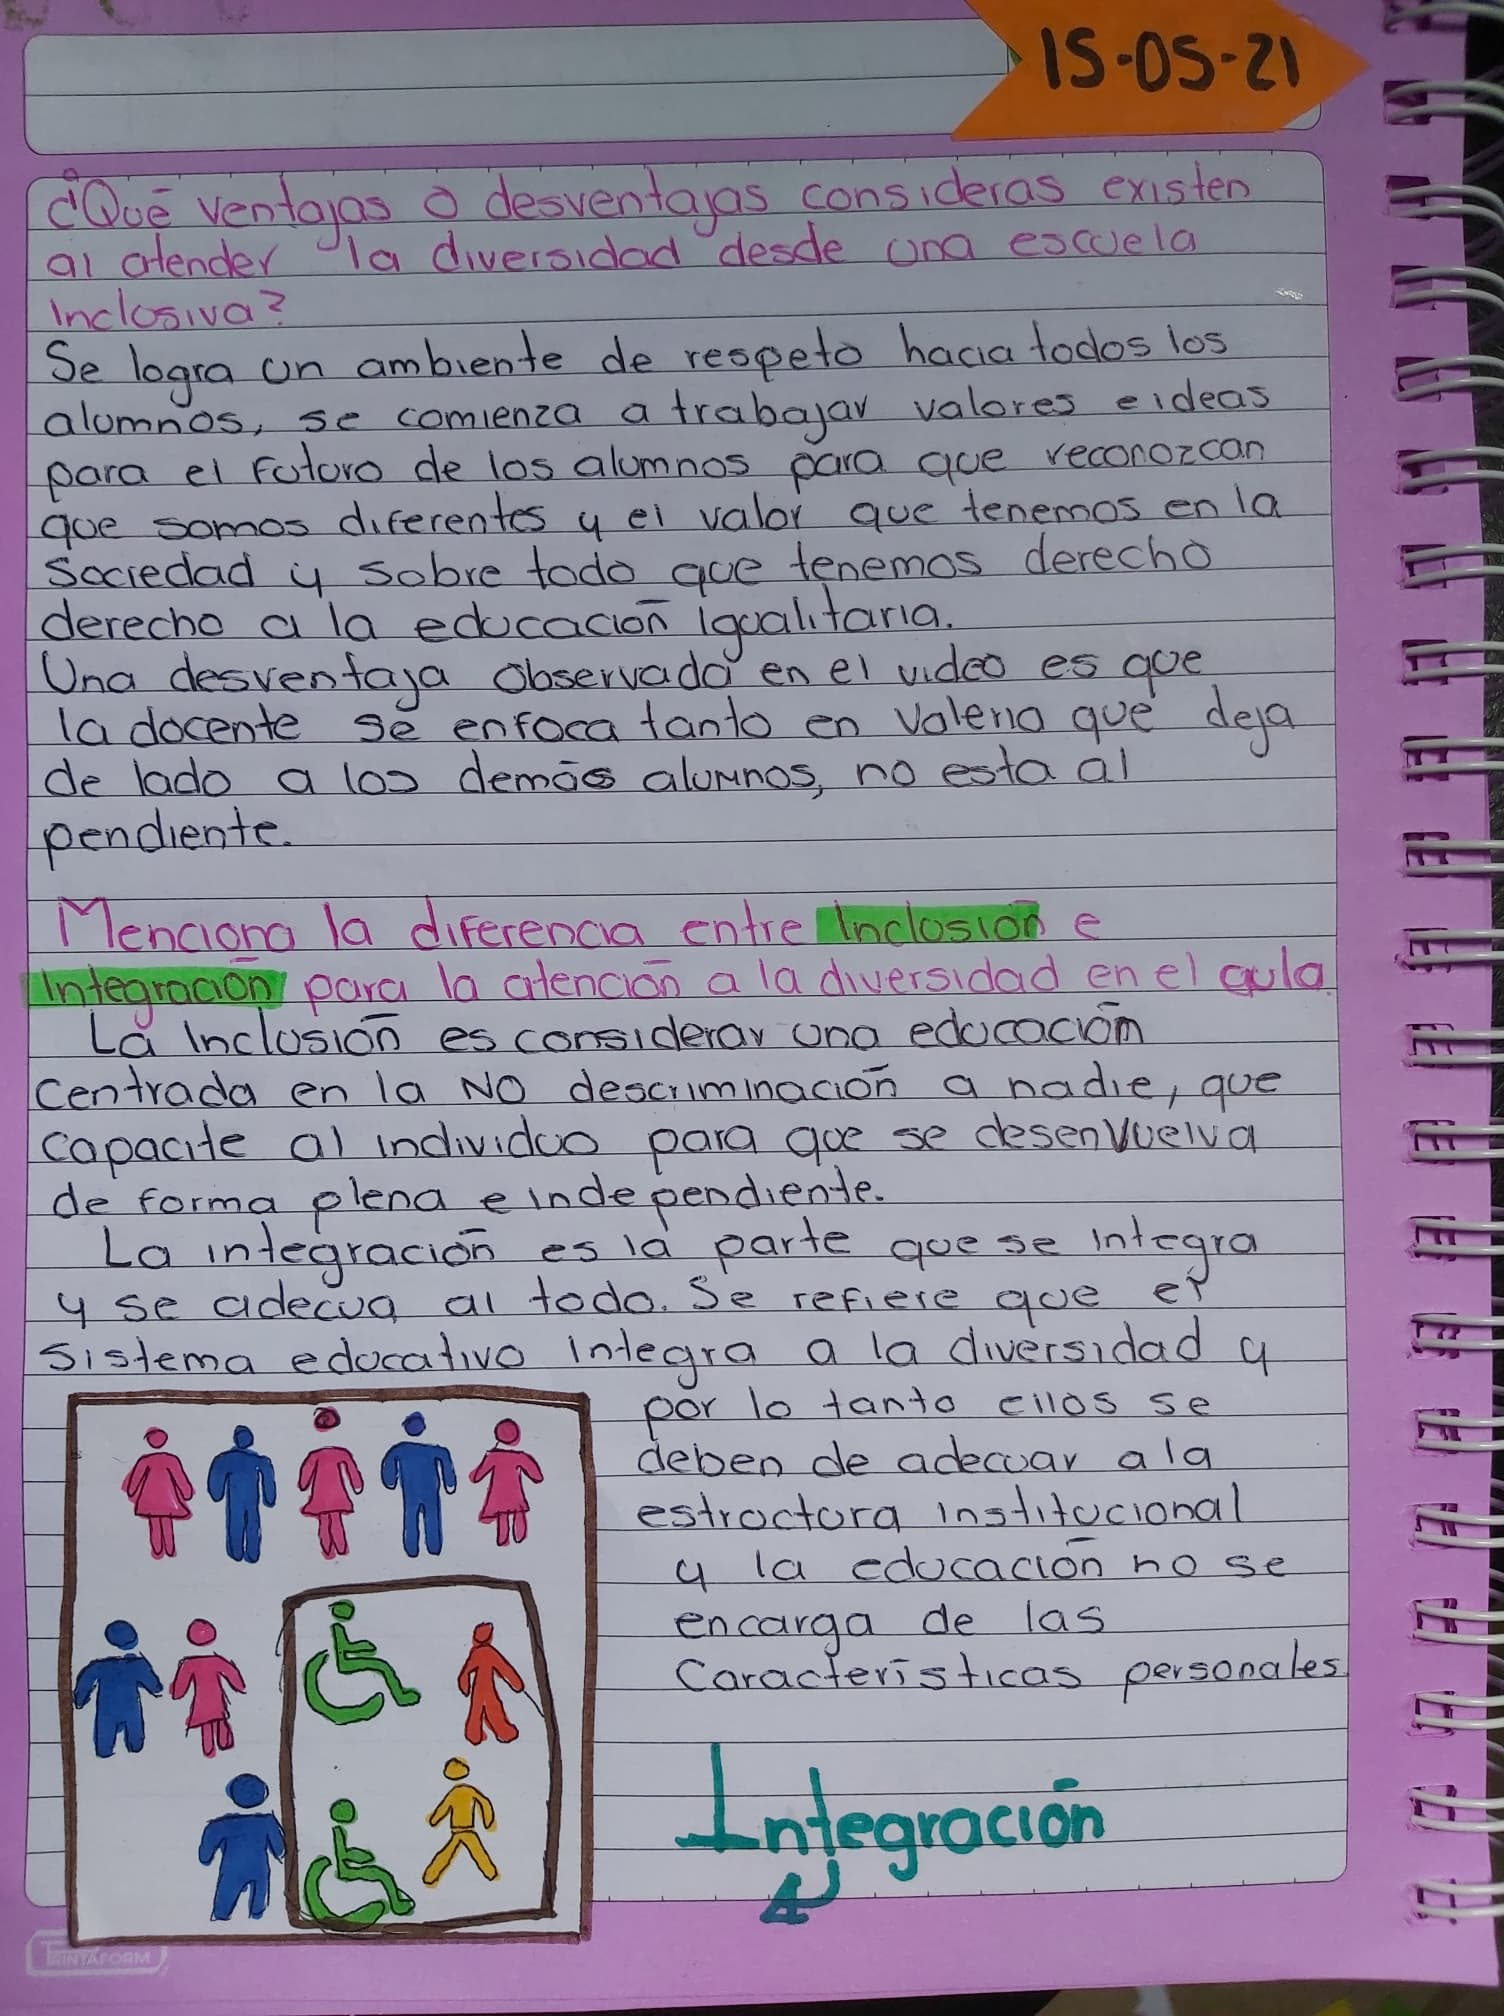 15-05-21
¿Qué ventajas o desventajas consideras existen
al atender la diversidad desde una escuela
inclusiva?
Se logra un ambiente de respeto hacia todos los
alumnos, se comienza a trabajar valores e ideas
para el futuro de los alumnos para que reconozcan
que somos diferentes y el valor que tenemos en la
sociedad y sobre todo que tenemos derecho
derecho a la educación igualitaria.
Una desventaja observada en el video es que
la docente se enfoca tanto en Valeria que deja
de lado a los demás alumnos, no esta al
pendiente.
Menciona la diferencia entre Inclusión e
Integración para la atención a la diversidad en el aula.
La Inclusión es considerar una educación
centrada en la NO descriminación a nadie, que
capacite al individuo para que se desenvuelva
de forma plena e independiente.
La integración es la parte que se integra
y se adecua al todo. Se refiere que el
sistema educativo integra a la diversidad y
por lo tanto ellos se
deben de adecuar a la
estructura institucional
y la educación no se
encarga de las
Características personales
Integración
PRINTAFORM